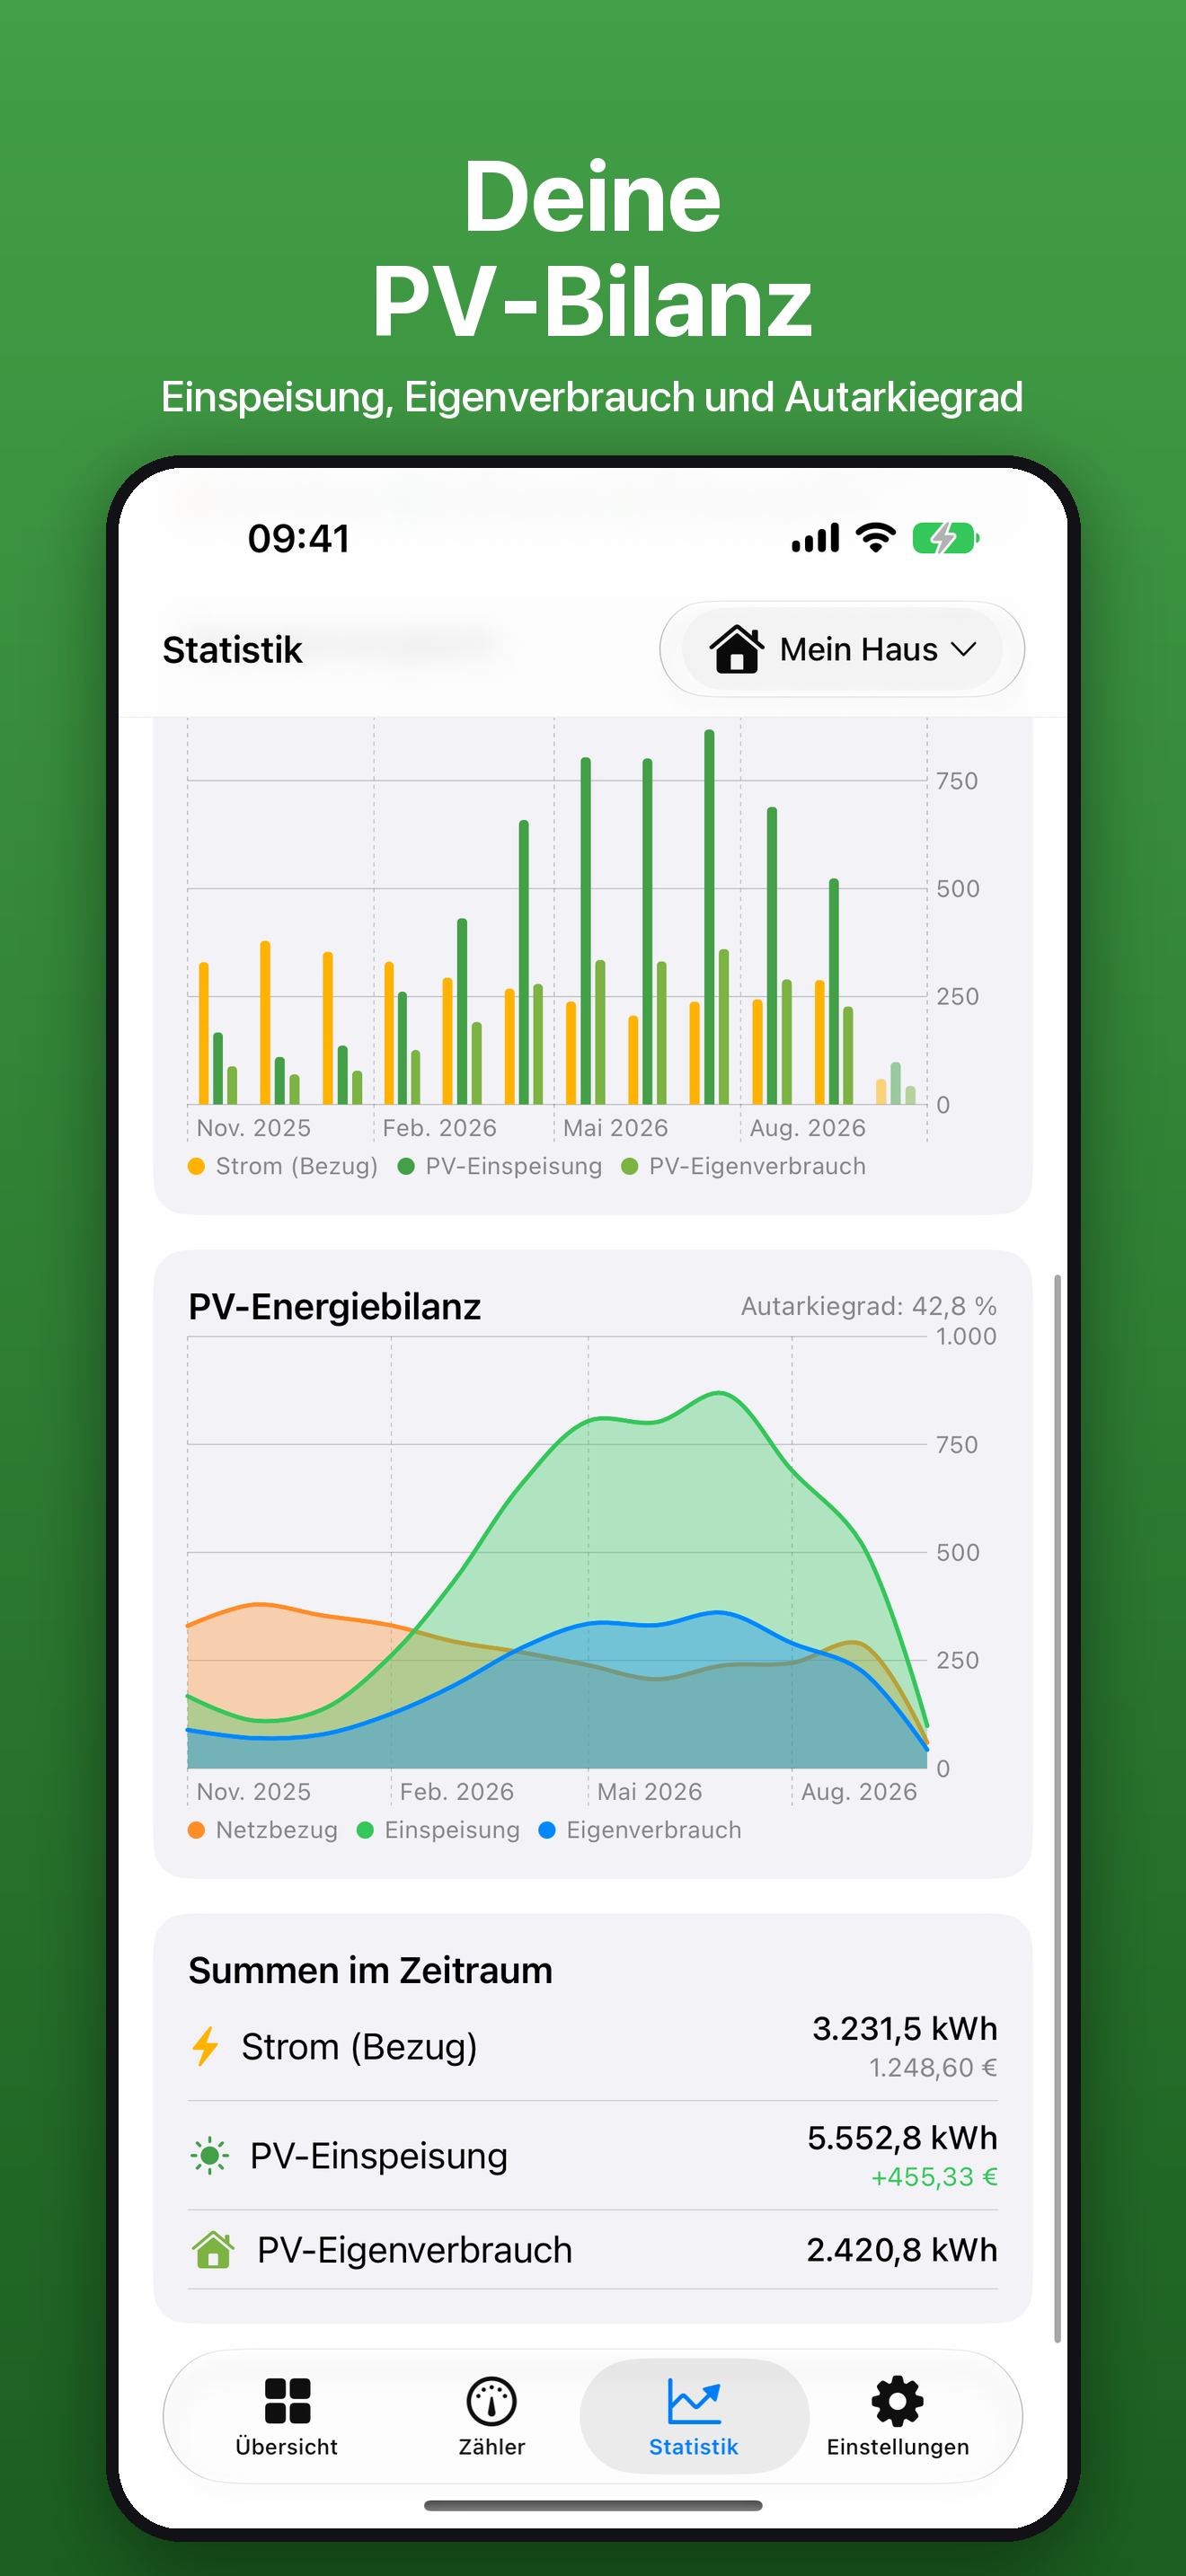 Deine
PV-Bilanz
Einspeisung, Eigenverbrauch und Autarkiegrad
09:41
Statistik
Mein Haus
750
500
250
0
Nov. 2025 Feb. 2026 Mai 2026 Aug. 2026
Strom (Bezug) PV-Einspeisung PV-Eigenverbrauch
PV-Energiebilanz Autarkiegrad: 42,8 %
1.000
750
500
250
0
Nov. 2025 Feb. 2026 Mai 2026 Aug. 2026
Netzbezug Einspeisung Eigenverbrauch
Summen im Zeitraum
Strom (Bezug) 3.231,5 kWh
1.248,60 €
PV-Einspeisung 5.552,8 kWh
+455,33 €
PV-Eigenverbrauch 2.420,8 kWh
Übersicht Zähler Statistik Einstellungen